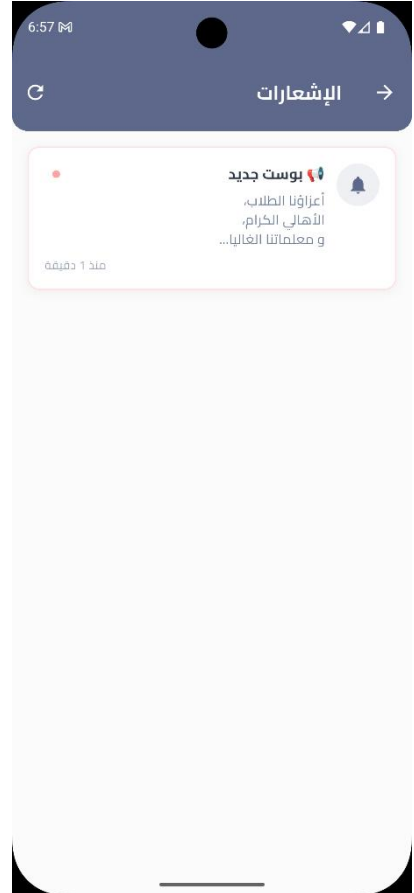 6:57
الإشعارات
📢 بوست جديد
أعزاؤنا الطلاب،
الأهالي الكرام،
و معلماتنا الغاليا...
منذ 1 دقيقة